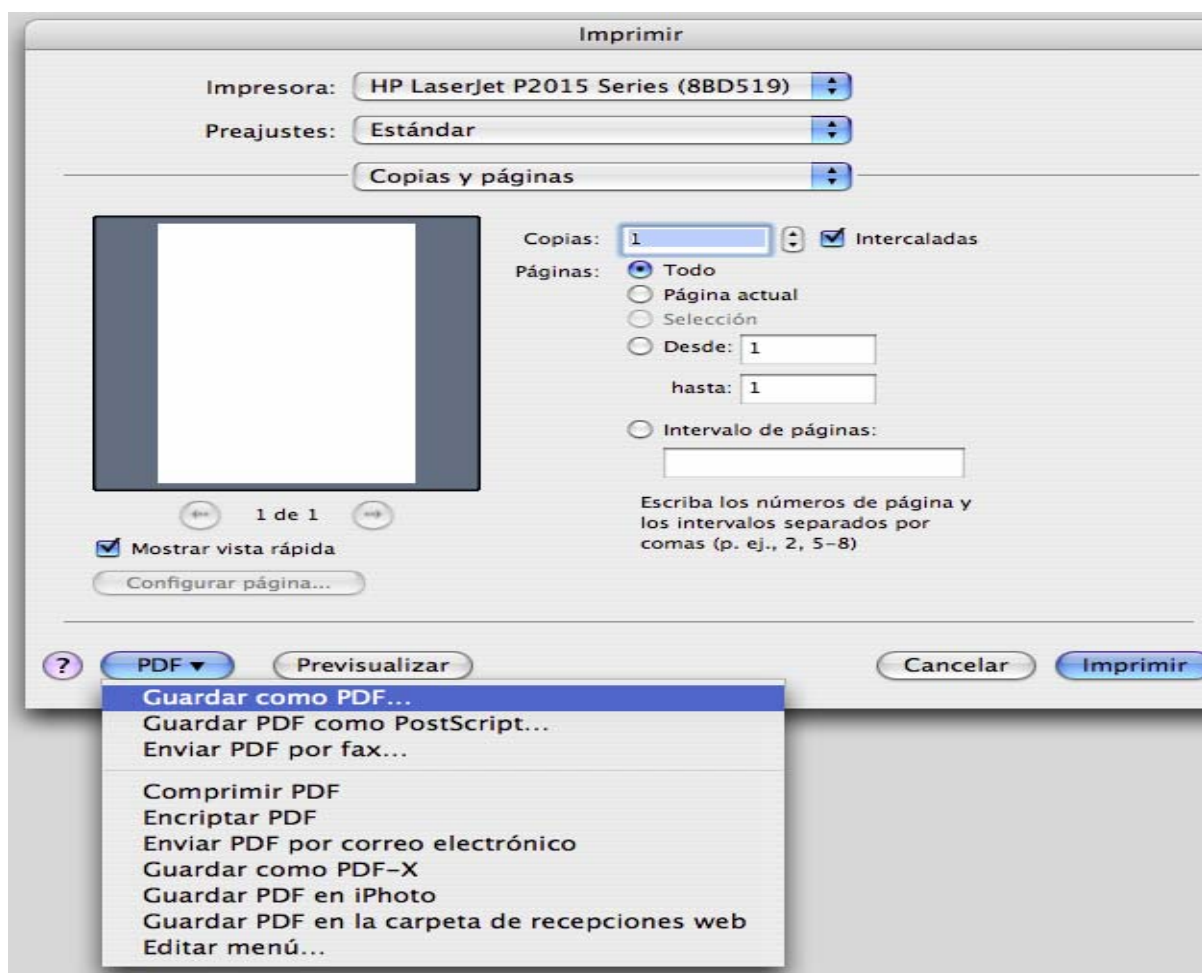 Imprimir
Impresora: HP LaserJet P2015 Series (8BD519)
Preajustes: Estándar
Copias y páginas
Copias: 1 Intercaladas
Páginas: Todo
Página actual
Selección
Desde: 1
hasta: 1
Intervalo de páginas:
Escriba los números de página y
los intervalos separados por
comas (p. ej., 2, 5-8)
1 de 1
Mostrar vista rápida
Configurar página...
? PDF Previsualizar Cancelar Imprimir
Guardar como PDF...
Guardar PDF como PostScript...
Enviar PDF por fax...
Comprimir PDF
Encriptar PDF
Enviar PDF por correo electrónico
Guardar como PDF-X
Guardar PDF en iPhoto
Guardar PDF en la carpeta de recepciones web
Editar menú...